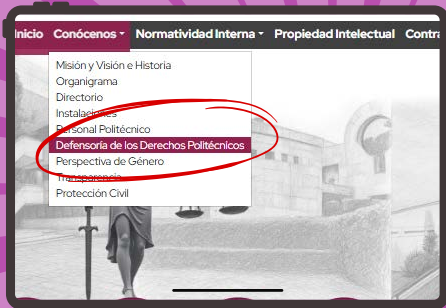 Inicio Conócenos Normatividad Interna Propiedad Intelectual Contra
Misión y Visión e Historia
Organigrama
Directorio
Instalaciones
Personal Politécnico
Defensoría de los Derechos Politécnicos
Perspectiva de Género
Transparencia
Protección Civil